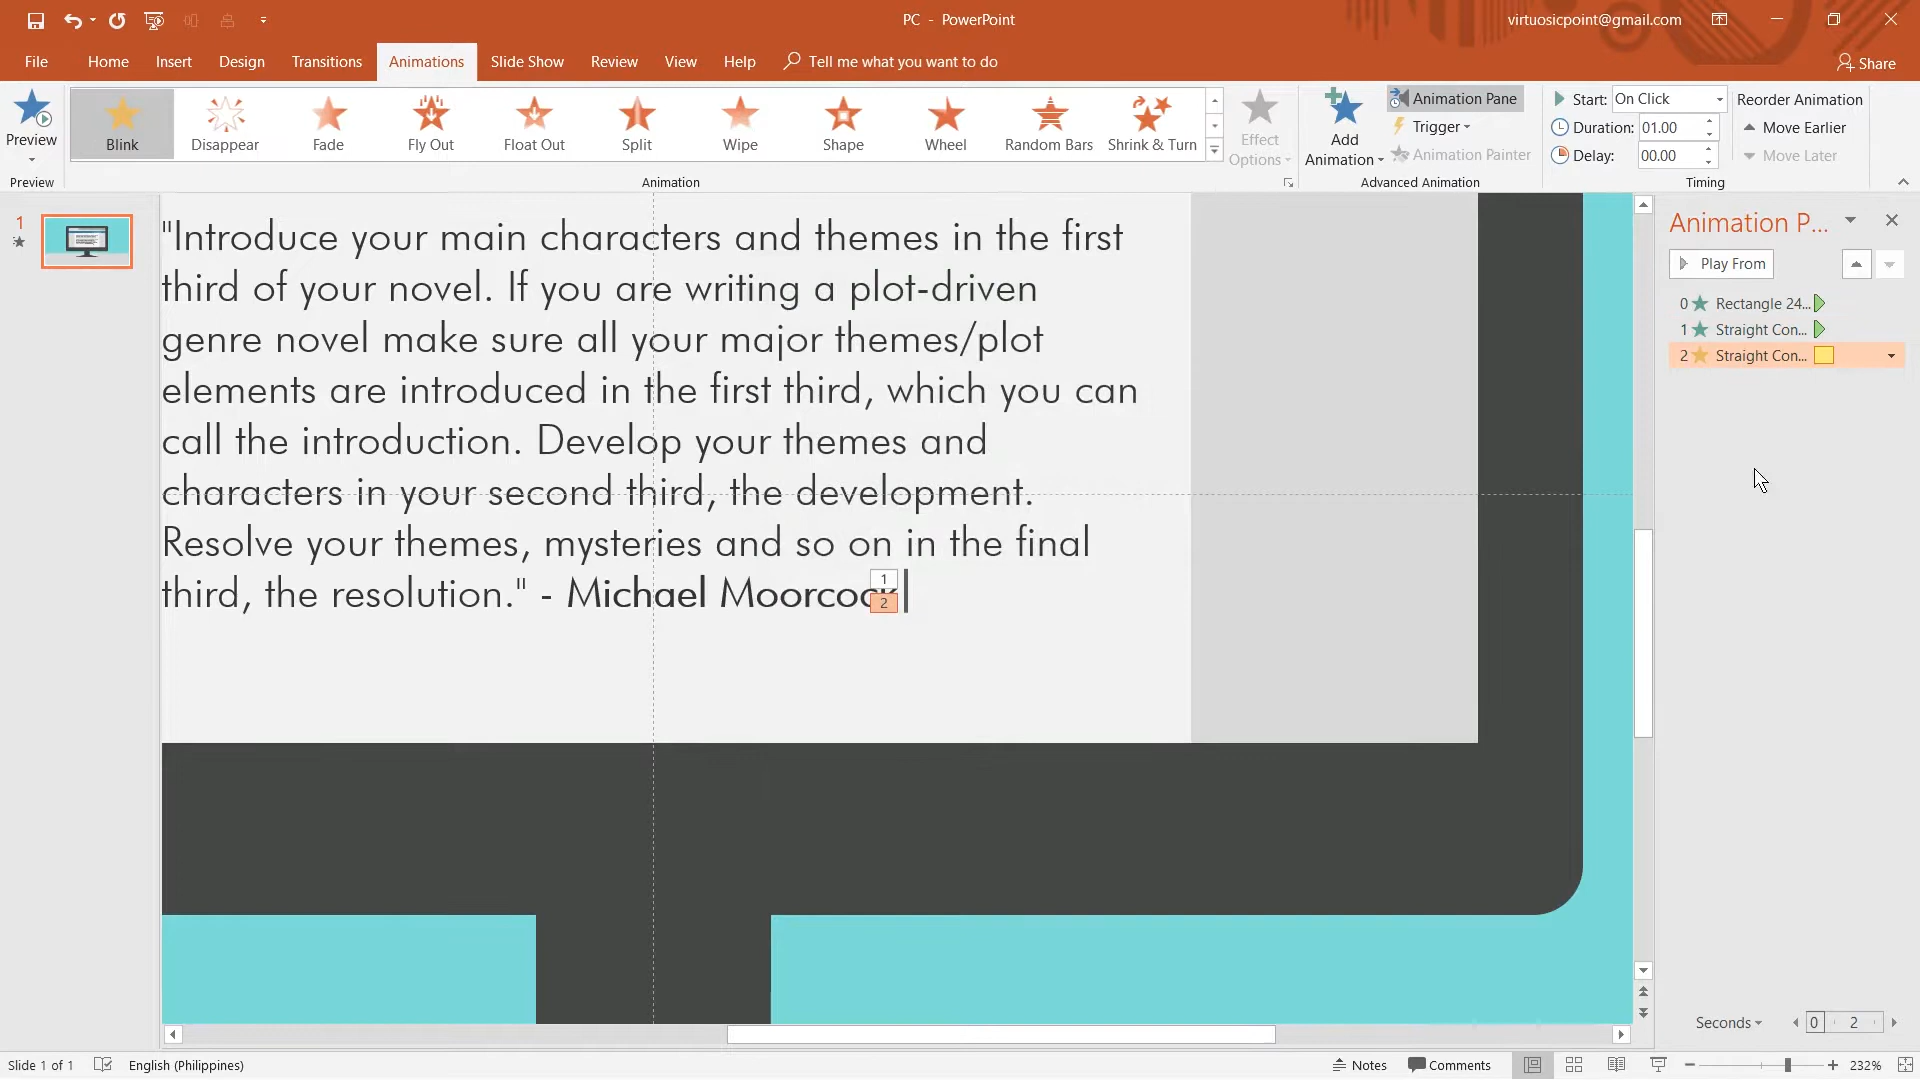 PC - PowerPoint
virtuosicpoint@gmail.com
File Home Insert Design Transitions Animations Slide Show Review View Help Tell me what you want to do
Share
Preview
Preview
Blink Disappear Fade Fly Out Float Out Split Wipe Shape Wheel Random Bars Shrink & Turn
Animation
Effect
Options
Add
Animation
Animation Pane
Trigger
Animation Painter
Advanced Animation
Start: On Click
Duration: 01.00
Delay: 00.00
Reorder Animation
Move Earlier
Move Later
Timing
1
"Introduce your main characters and themes in the first
third of your novel. If you are writing a plot-driven
genre novel make sure all your major themes/plot
elements are introduced in the first third, which you can
call the introduction. Develop your themes and
characters in your second third, the development.
Resolve your themes, mysteries and so on in the final
third, the resolution." - Michael Moorcock
1
2
Animation P...
Play From
0 Rectangle 24...
1 Straight Con...
2 Straight Con...
Seconds 0 2
Slide 1 of 1 English (Philippines) Notes Comments 232%